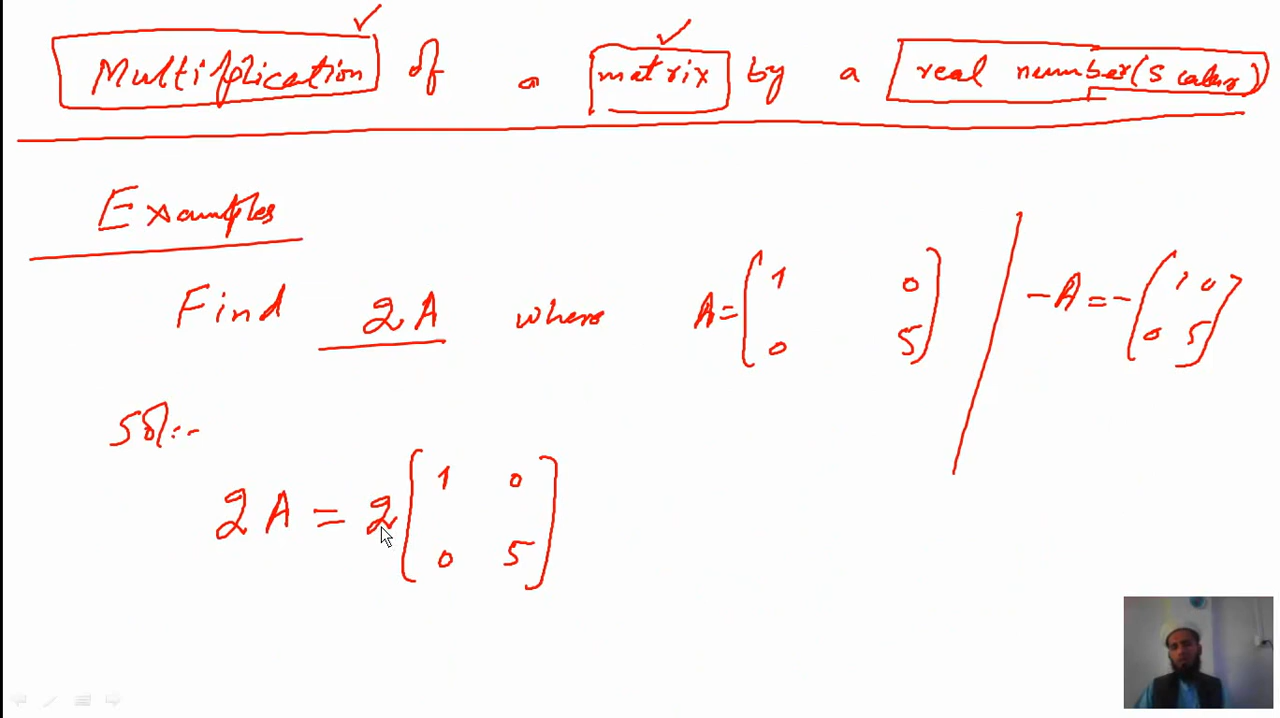 Multiplication of a matrix by a real number (Scalar)
Examples
Find 2A where A = [1 0
0 5]
-A = -[1 0
0 5]
Sol:-
2A = 2[1 0
0 5]